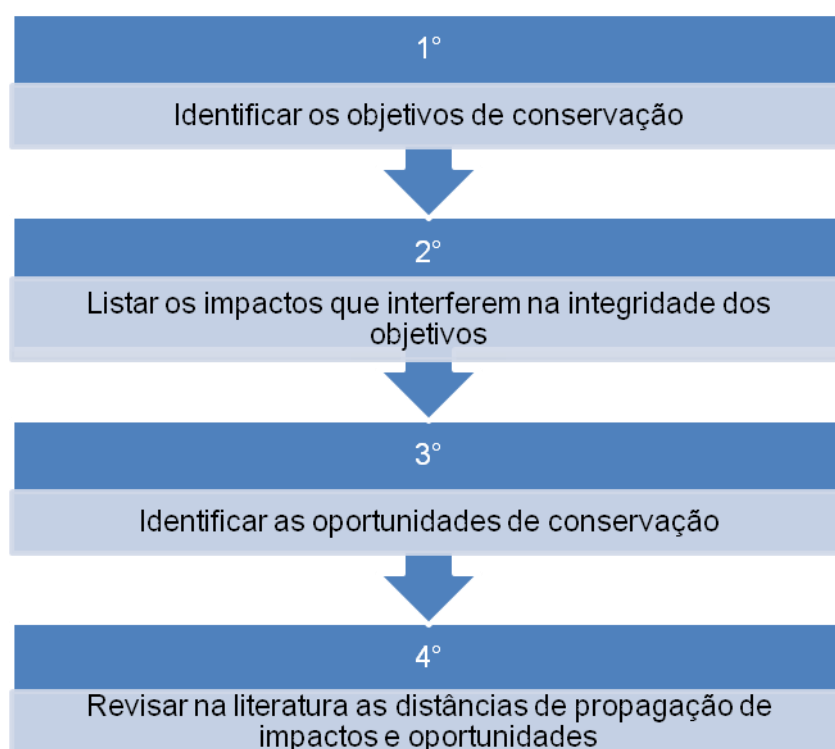 1°
Identificar os objetivos de conservação
2°
Listar os impactos que interferem na integridade dos
objetivos
3°
Identificar as oportunidades de conservação
4°
Revisar na literatura as distâncias de propagação de
impactos e oportunidades